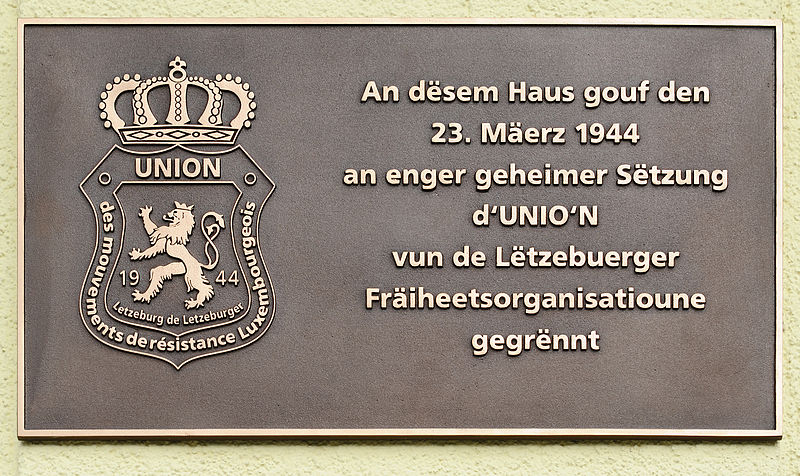 UNION
des mouvements de résistance Luxembourgeois
19 44
Letzeburg de Letzeburger
An dësem Haus gouf den
23. Mäerz 1944
an enger geheimer Sëtzung
d‘UNIO‘N
vun de Lëtzebuerger
Fräiheetsorganisatioune
gegrënnt